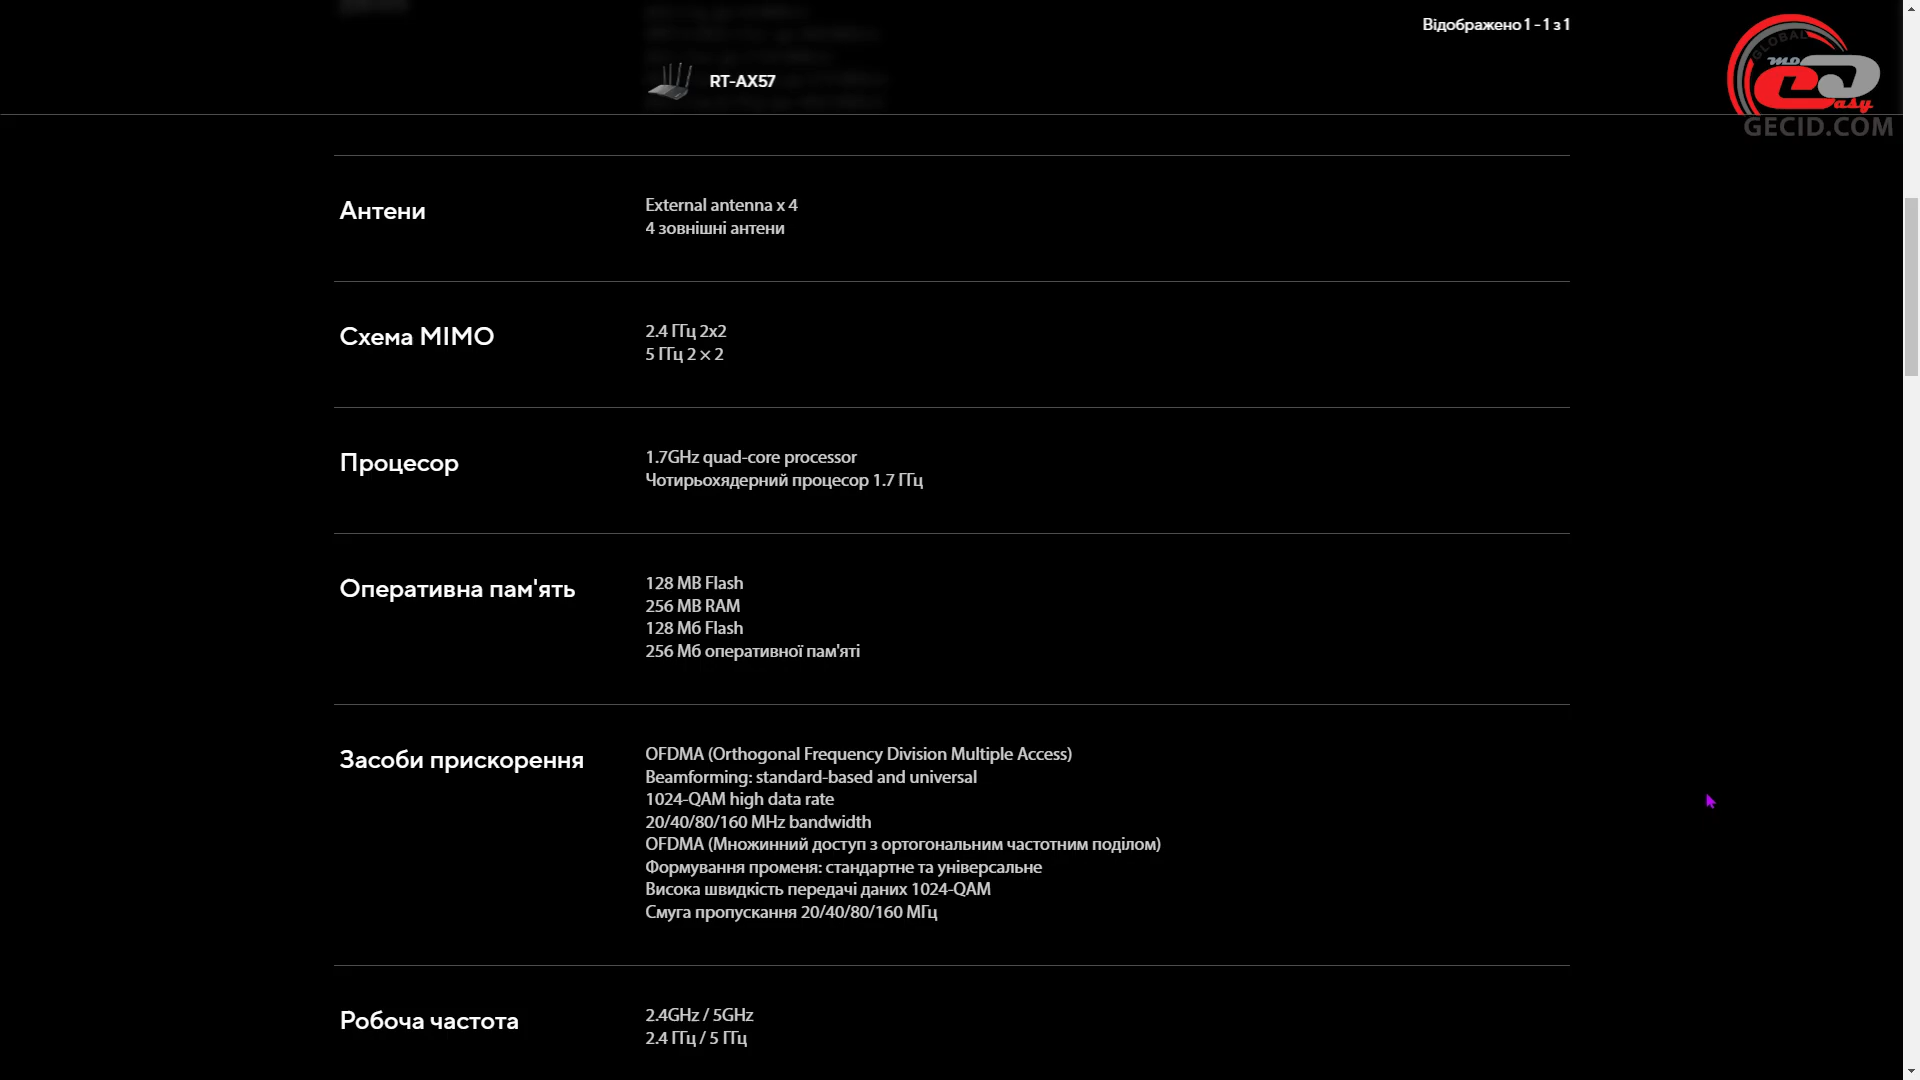 Відображено 1 - 1 з 1
RT-AX57
GLOBAL
mo
easy
GECID.COM
Антени
External antenna x 4
4 зовнішні антени
Схема MIMO
2.4 ГГц 2x2
5 ГГц 2 × 2
Процесор
1.7GHz quad-core processor
Чотирьохядерний процесор 1.7 ГГц
Оперативна пам'ять
128 MB Flash
256 MB RAM
128 Мб Flash
256 Мб оперативної пам'яті
Засоби прискорення
OFDMA (Orthogonal Frequency Division Multiple Access)
Beamforming: standard-based and universal
1024-QAM high data rate
20/40/80/160 MHz bandwidth
OFDMA (Множинний доступ з ортогональним частотним поділом)
Формування променя: стандартне та універсальне
Висока швидкість передачі даних 1024-QAM
Смуга пропускання 20/40/80/160 МГц
Робоча частота
2.4GHz / 5GHz
2.4 ГГц / 5 ГГц